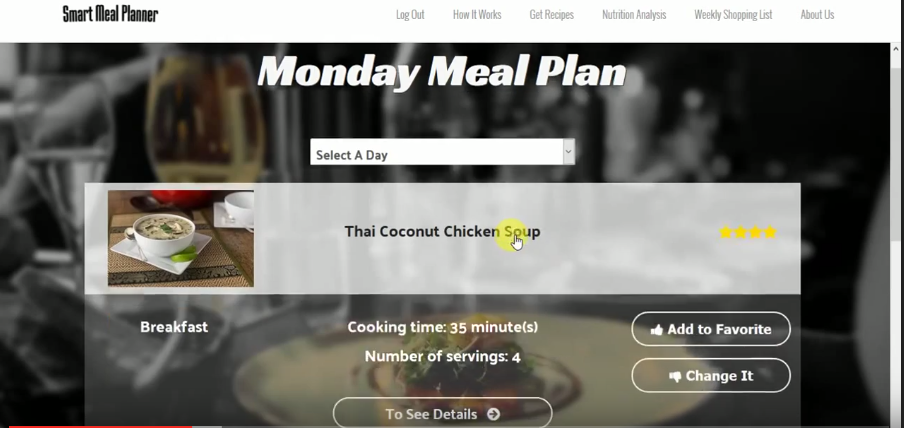 Smart Meal Planner
Log Out How It Works Get Recipes Nutrition Analysis Weekly Shopping List About Us
Monday Meal Plan
Select A Day
Thai Coconut Chicken Soup
Breakfast
Cooking time: 35 minute(s)
Number of servings: 4
Add to Favorite
Change It
To See Details